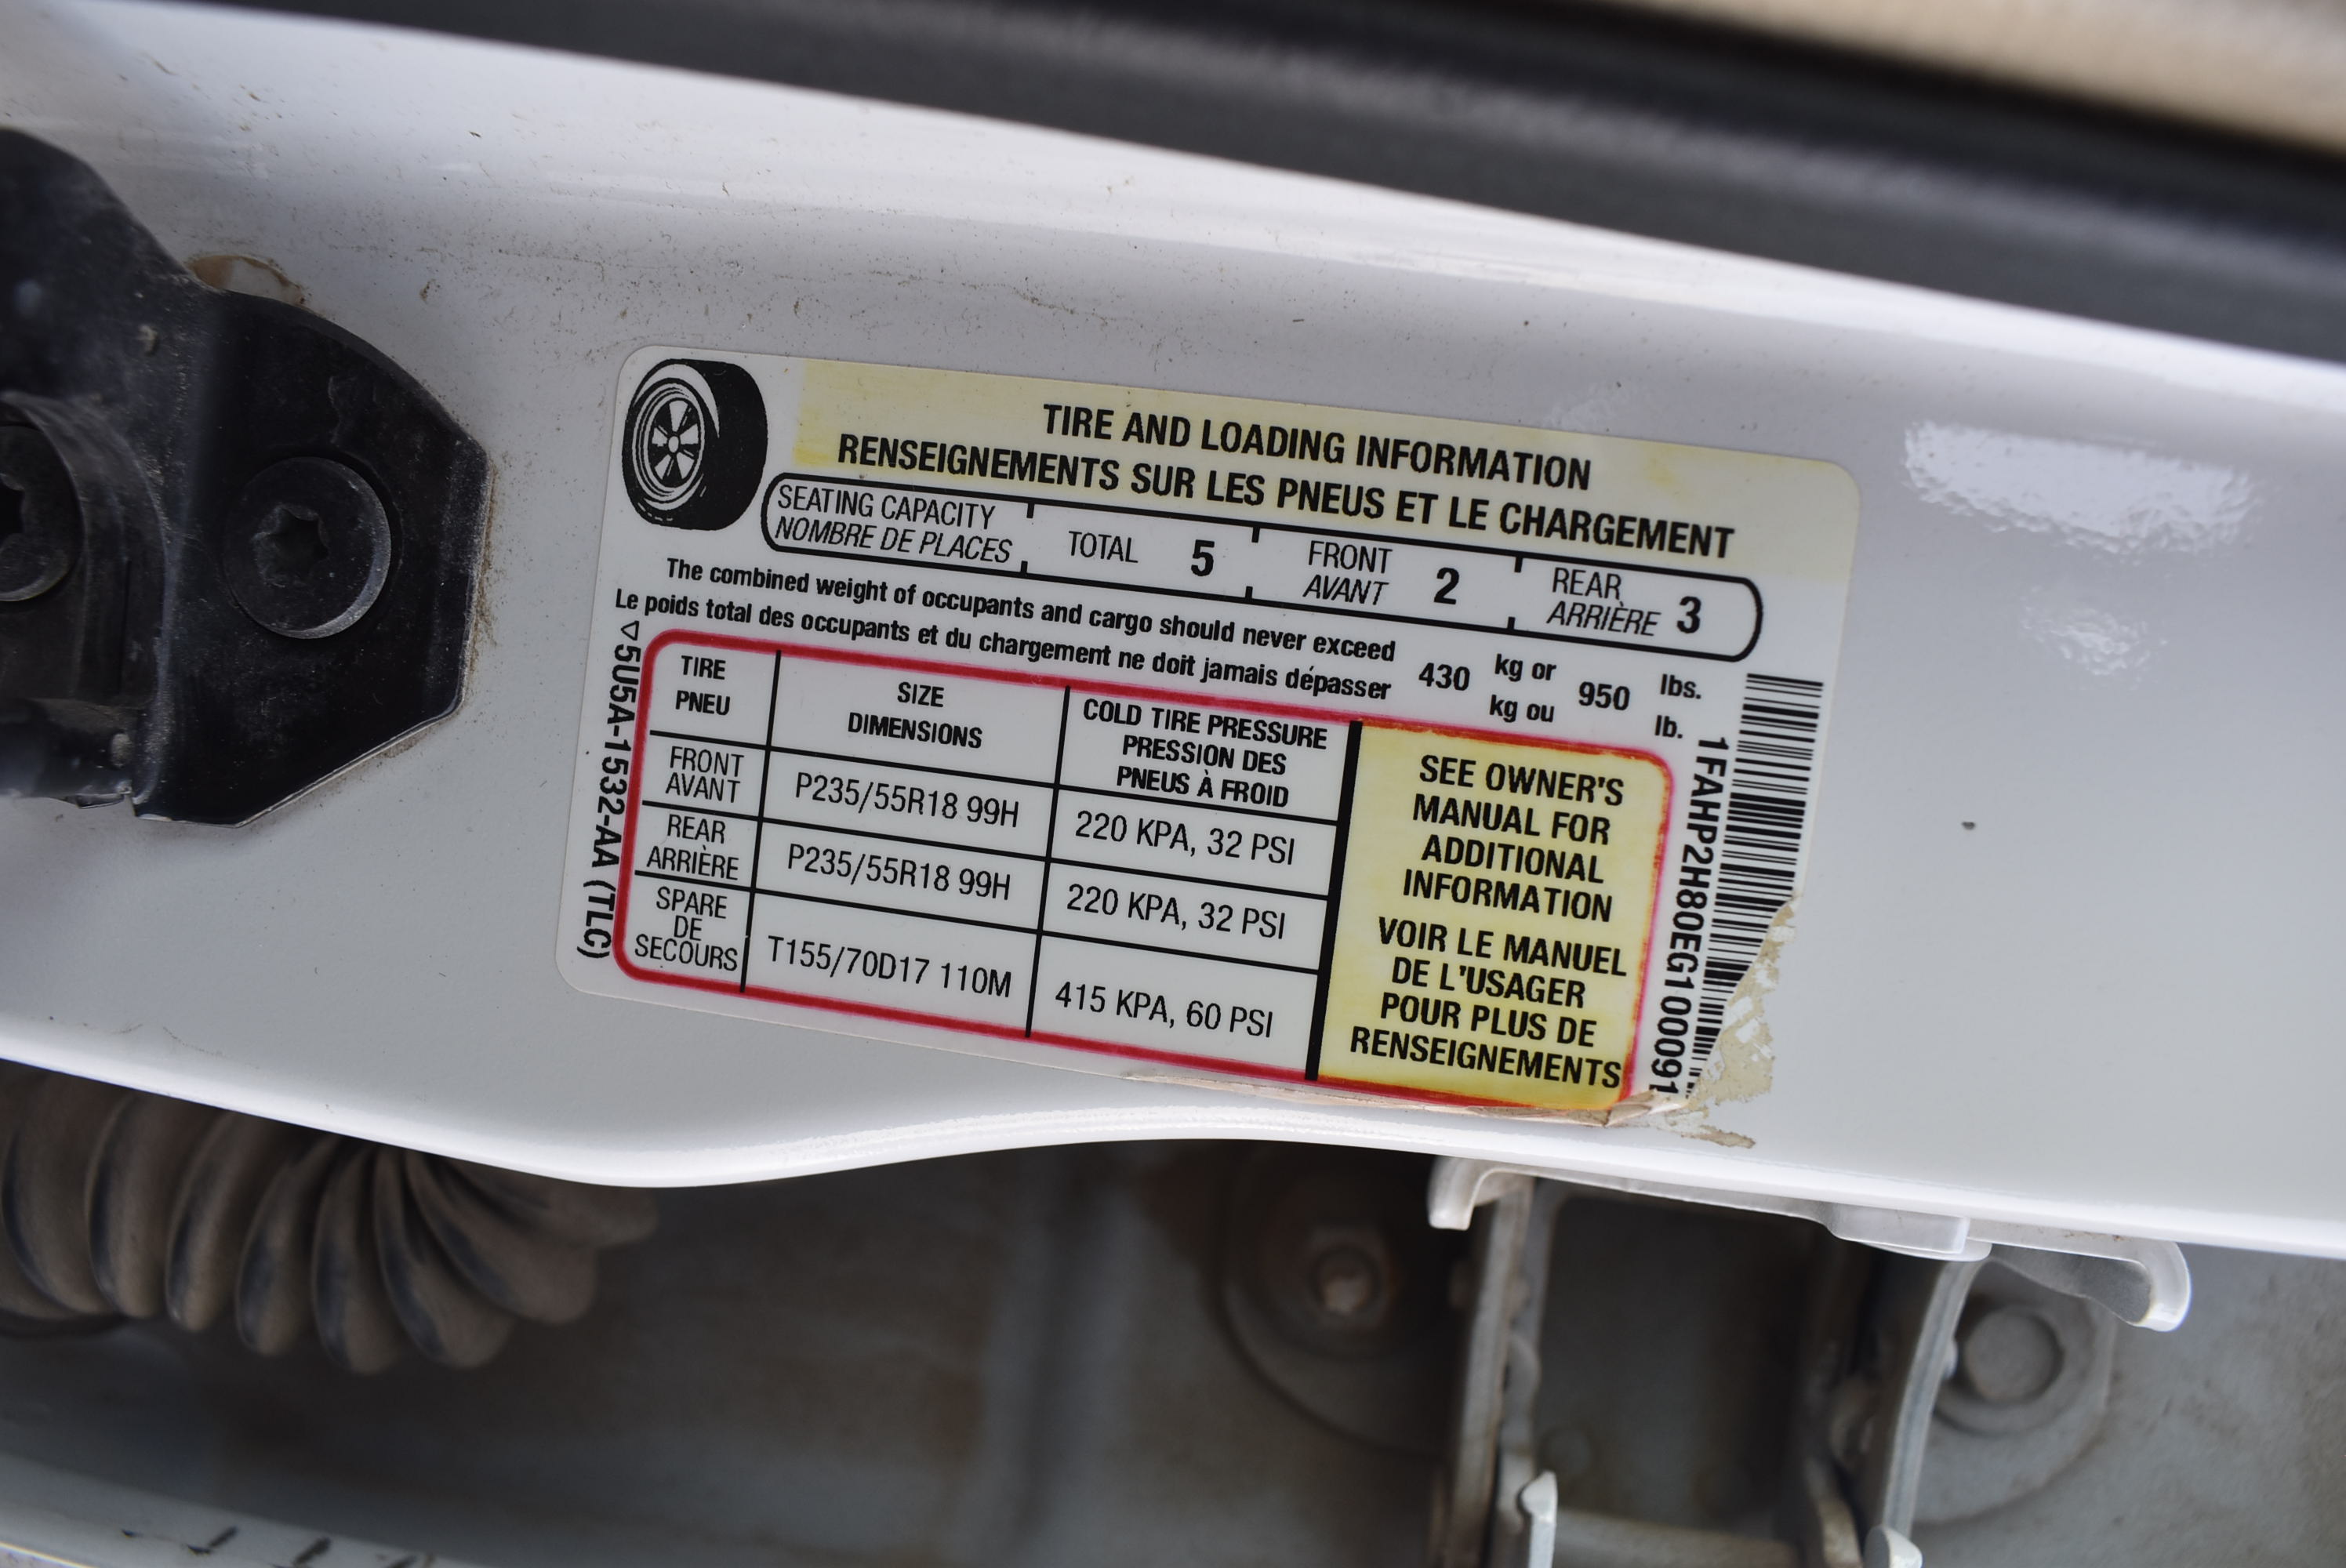 TIRE AND LOADING INFORMATION
RENSEIGNEMENTS SUR LES PNEUS ET LE CHARGEMENT
SEATING CAPACITY
NOMBRE DE PLACES
TOTAL 5
FRONT
AVANT 2
REAR
ARRIÈRE 3
The combined weight of occupants and cargo should never exceed
Le poids total des occupants et du chargement ne doit jamais dépasser
430
kg or
kg ou
950
lbs.
lb.
TIRE
PNEU
SIZE
DIMENSIONS
COLD TIRE PRESSURE
PRESSION DES
PNEUS À FROID
FRONT
AVANT
P235/55R18 99H
220 KPA, 32 PSI
REAR
ARRIÈRE
P235/55R18 99H
220 KPA, 32 PSI
SPARE
DE
SECOURS
T155/70D17 110M
415 KPA, 60 PSI
SEE OWNER'S
MANUAL FOR
ADDITIONAL
INFORMATION
VOIR LE MANUEL
DE L'USAGER
POUR PLUS DE
RENSEIGNEMENTS
5U5A-1532-AA (TLC)
1FAHP2H80EG100091